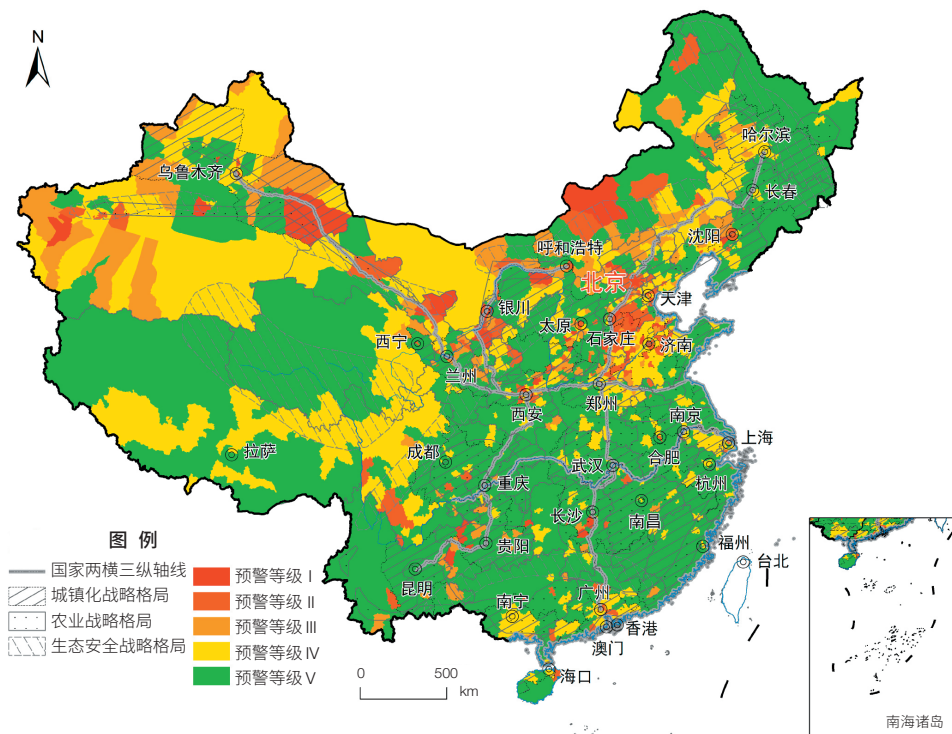 N
哈尔滨
乌鲁木齐
长春
沈阳
呼和浩特
北京
天津
银川
太原
石家庄
西宁
济南
兰州
西安
郑州
南京
上海
拉萨
成都
合肥
武汉
杭州
重庆
长沙
南昌
贵阳
福州
台北
昆明
南宁
广州
香港
澳门
海口
图 例
国家两横三纵轴线
城镇化战略格局
农业战略格局
生态安全战略格局
预警等级 I
预警等级 II
预警等级 III
预警等级 IV
预警等级 V
0 500
km
南海诸岛